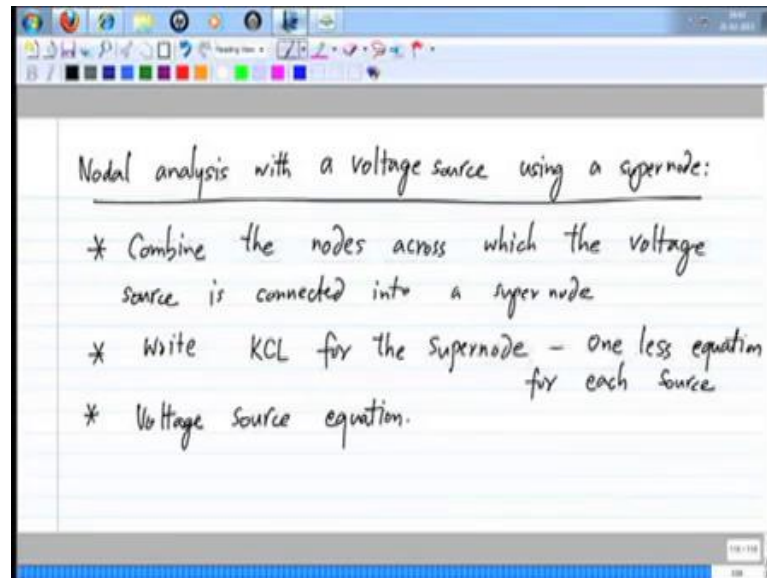 Nodal analysis with a voltage source using a supernode:
* Combine the nodes across which the voltage
source is connected into a super node
* Write KCL for the Supernode - One less equation
for each source
* Voltage source equation.